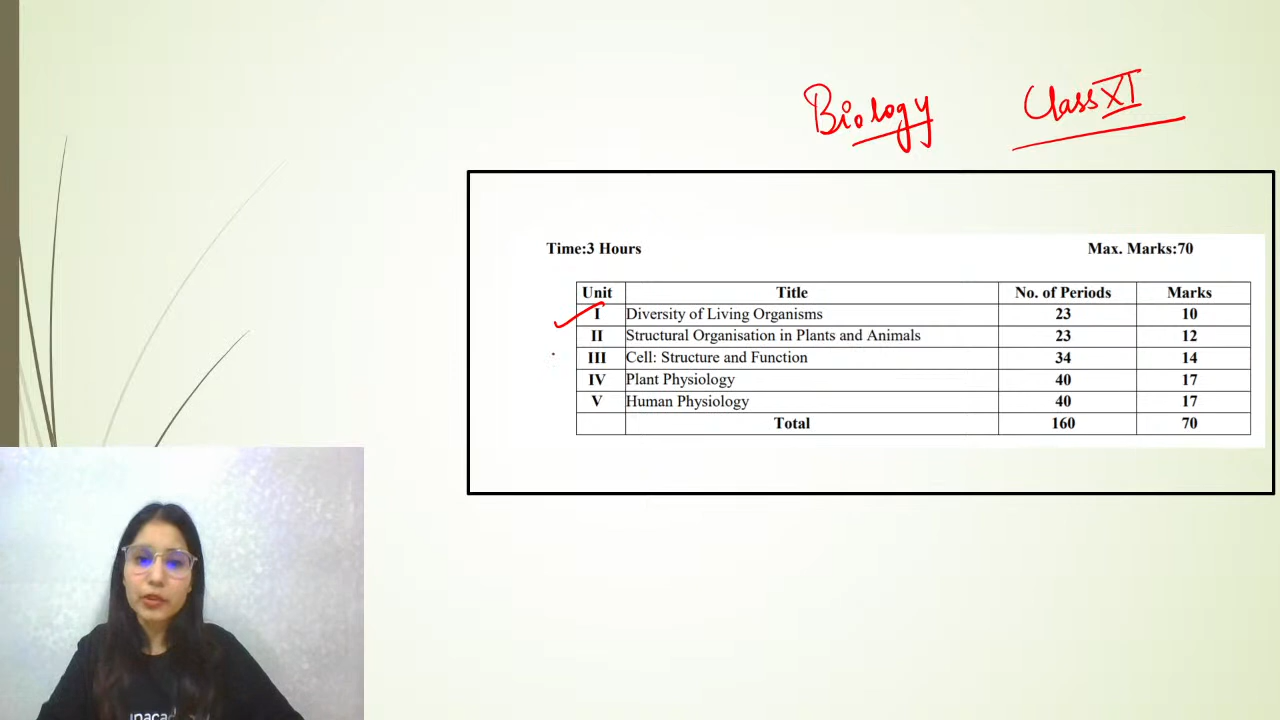 Biology Class XI
Time:3 Hours Max. Marks:70
Unit Title No. of Periods Marks
I Diversity of Living Organisms 23 10
II Structural Organisation in Plants and Animals 23 12
III Cell: Structure and Function 34 14
IV Plant Physiology 40 17
V Human Physiology 40 17
Total 160 70